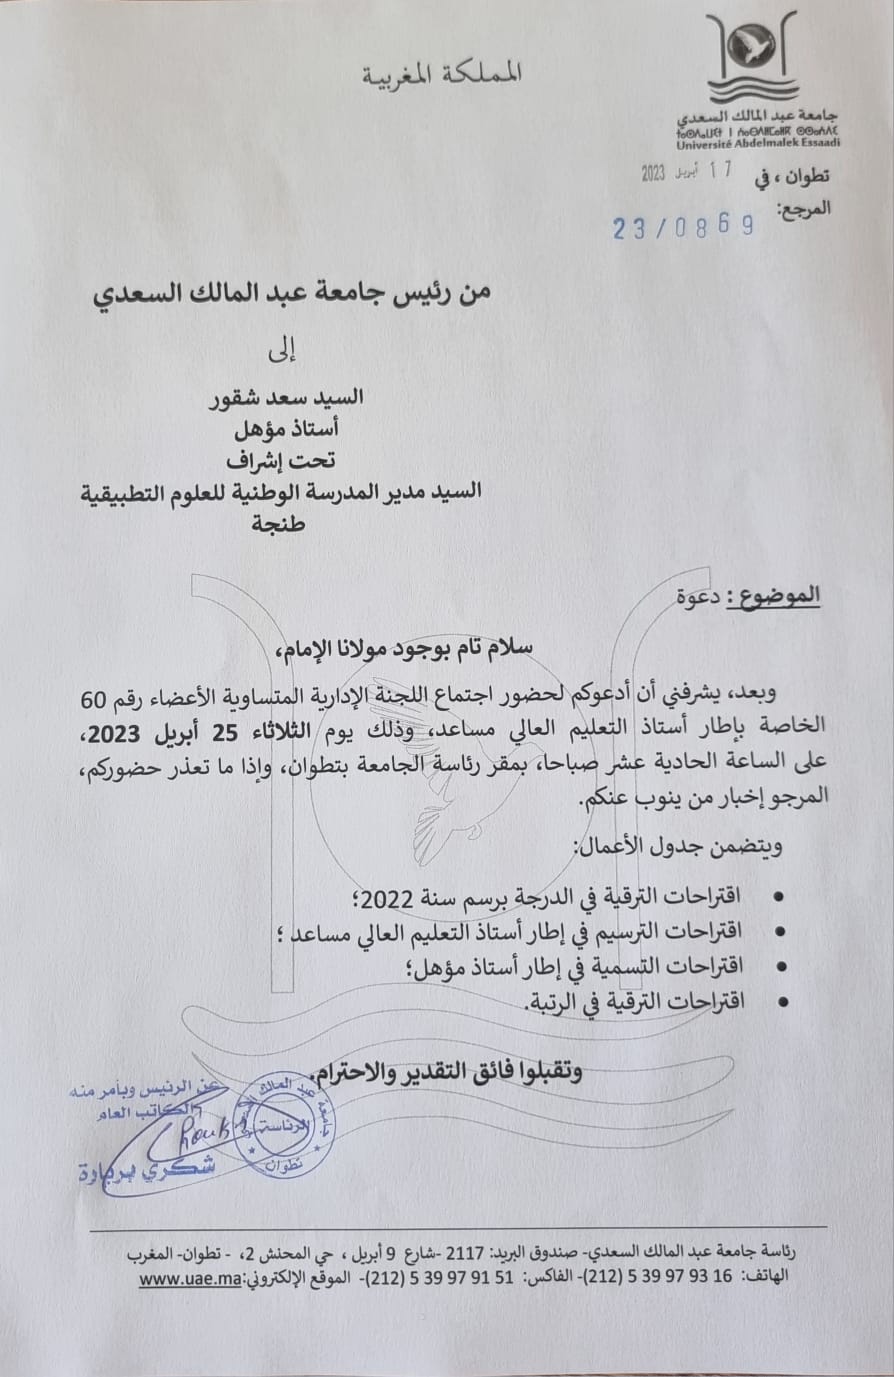 المملكة المغربية
جامعة عبد المالك السعدي
Université Abdelmalek Essaadi
تطوان ، في 17 أبريل 2023
المرجع:
23/0869
من رئيس جامعة عبد المالك السعدي
إلى
السيد سعد شقور
أستاذ مؤهل
تحت إشراف
السيد مدير المدرسة الوطنية للعلوم التطبيقية
طنجة
الموضوع : دعوة
سلام تام بوجود مولانا الإمام،
وبعد، يشرفني أن أدعوكم لحضور اجتماع اللجنة الإدارية المتساوية الأعضاء رقم 60
الخاصة بإطار أستاذ التعليم العالي مساعد، وذلك يوم الثلاثاء 25 أبريل 2023،
على الساعة الحادية عشر صباحا، بمقر رئاسة الجامعة بتطوان، وإذا ما تعذر حضوركم،
المرجو إخبار من ينوب عنكم.
ويتضمن جدول الأعمال:
• اقتراحات الترقية في الدرجة برسم سنة 2022؛
• اقتراحات الترسيم في إطار أستاذ التعليم العالي مساعد ؛
• اقتراحات التسمية في إطار أستاذ مؤهل؛
• اقتراحات الترقية في الرتبة.
وتقبلوا فائق التقدير والاحترام.
عن الرئيس وبأمر منه
الكاتب العام
شكري بريارة
جامعة عبد المالك
الرئاسة
تطوان
رئاسة جامعة عبد المالك السعدي- صندوق البريد: 2117 -شارع 9 أبريل ، حي المحنش 2، - تطوان- المغرب
الهاتف: 16 93 97 39 5 (212)- الفاكس: 51 91 97 39 5 (212)- الموقع الإلكتروني:www.uae.ma